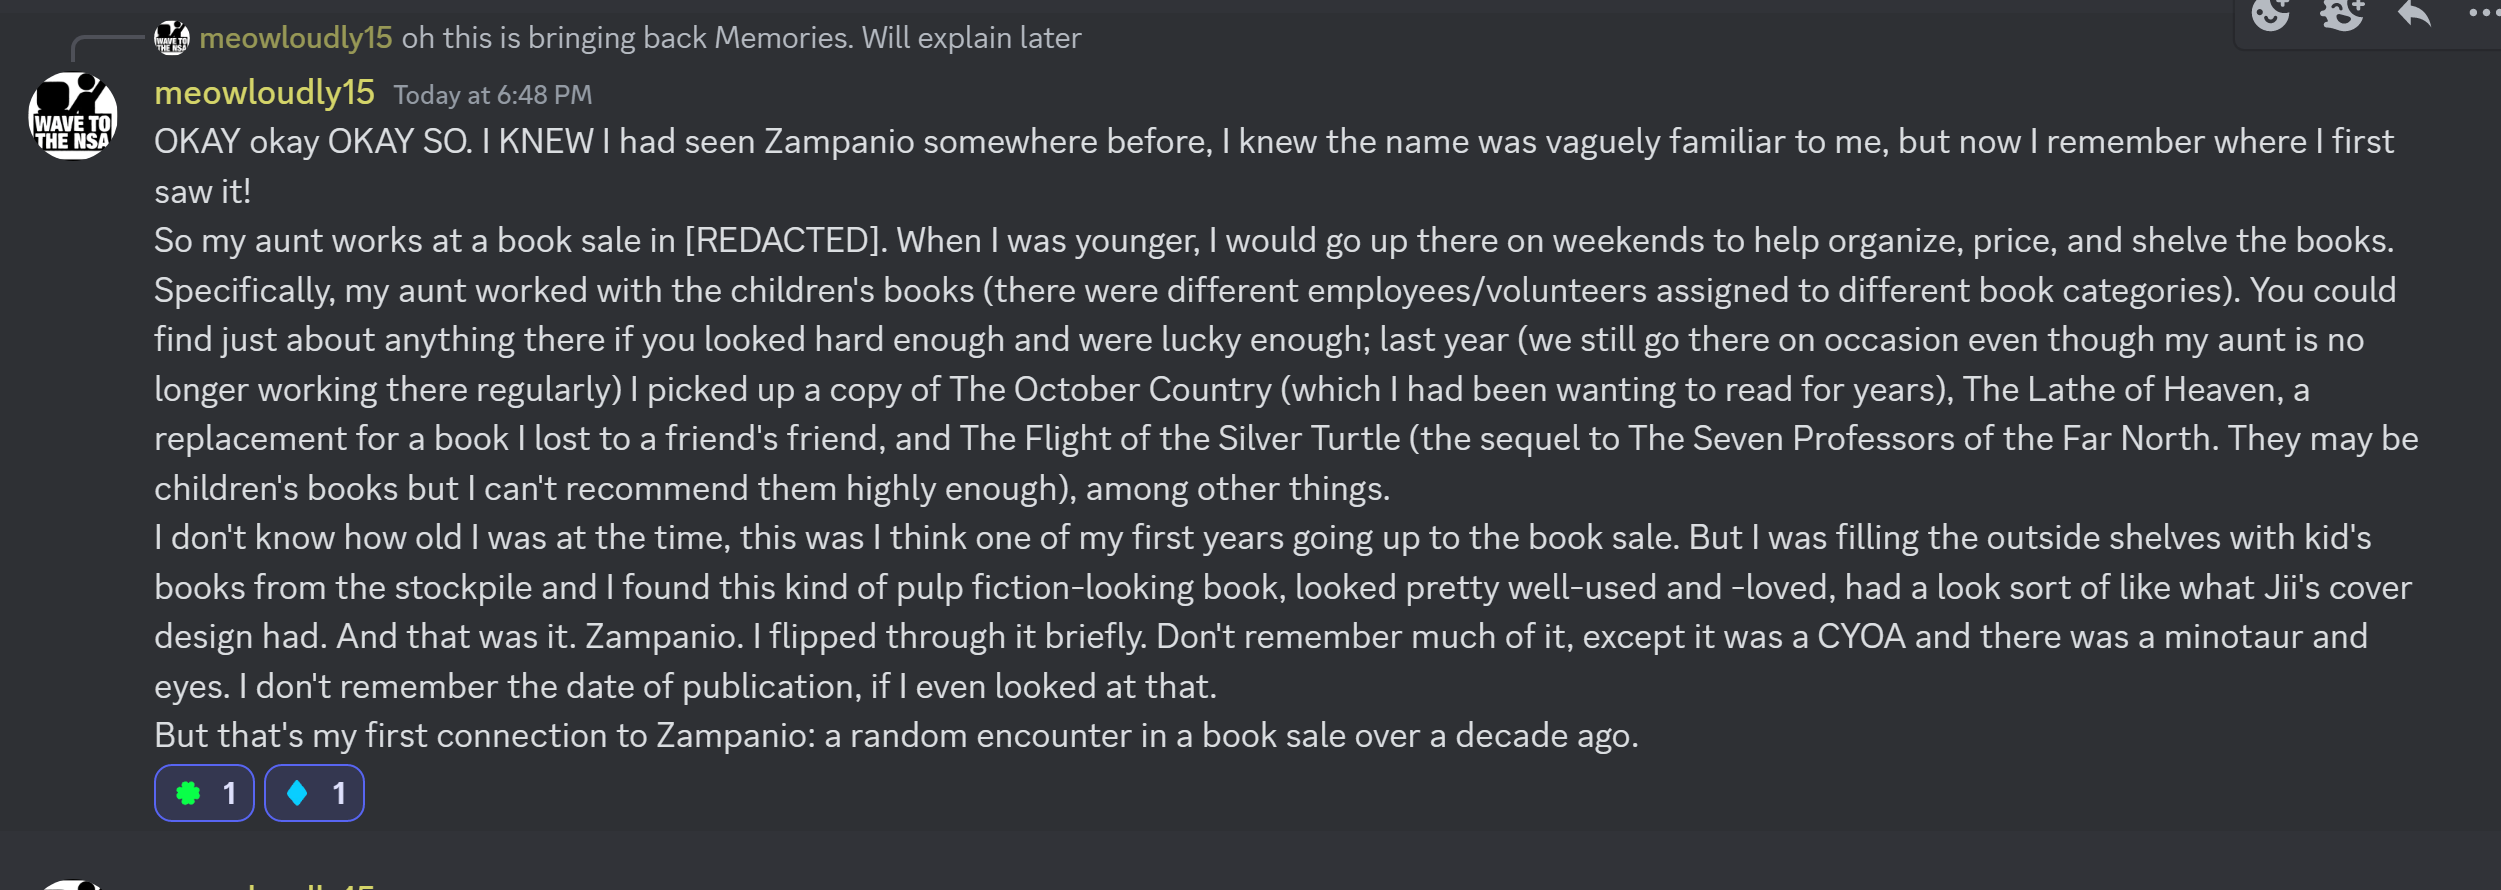 meowloudly15 oh this is bringing back Memories. Will explain later
meowloudly15 Today at 6:48 PM
WAVE TO
THE NSA
OKAY okay OKAY SO. I KNEW I had seen Zampanio somewhere before, I knew the name was vaguely familiar to me, but now I remember where I first
saw it!
So my aunt works at a book sale in [REDACTED]. When I was younger, I would go up there on weekends to help organize, price, and shelve the books.
Specifically, my aunt worked with the children's books (there were different employees/volunteers assigned to different book categories). You could
find just about anything there if you looked hard enough and were lucky enough; last year (we still go there on occasion even though my aunt is no
longer working there regularly) I picked up a copy of The October Country (which I had been wanting to read for years), The Lathe of Heaven, a
replacement for a book I lost to a friend's friend, and The Flight of the Silver Turtle (the sequel to The Seven Professors of the Far North. They may be
children's books but I can't recommend them highly enough), among other things.
I don't know how old I was at the time, this was I think one of my first years going up to the book sale. But I was filling the outside shelves with kid's
books from the stockpile and I found this kind of pulp fiction-looking book, looked pretty well-used and -loved, had a look sort of like what Jii's cover
design had. And that was it. Zampanio. I flipped through it briefly. Don't remember much of it, except it was a CYOA and there was a minotaur and
eyes. I don't remember the date of publication, if I even looked at that.
But that's my first connection to Zampanio: a random encounter in a book sale over a decade ago.
1 1